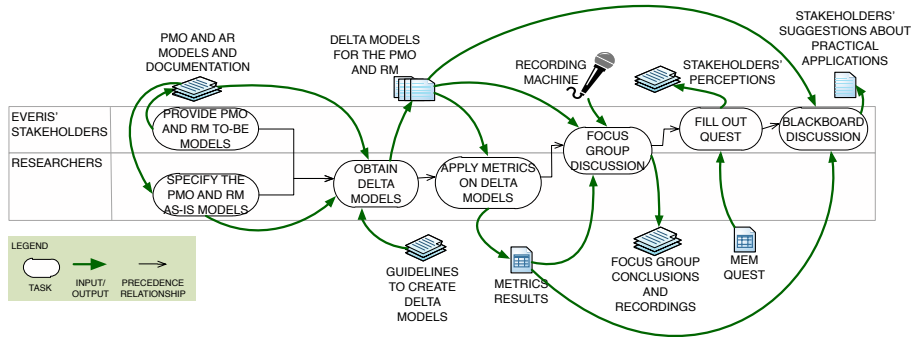 PMO AND AR
MODELS AND
DOCUMENTATION
DELTA MODELS
FOR THE PMO
AND RM
RECORDING
MACHINE
STAKEHOLDERS'
PERCEPTIONS
STAKEHOLDERS'
SUGGESTIONS ABOUT
PRACTICAL
APPLICATIONS
EVERIS'
STAKEHOLDERS
PROVIDE PMO
AND RM TO-BE
MODELS
FOCUS
GROUP
DISCUSSION
FILL OUT
QUEST
BLACKBOARD
DISCUSSION
RESEARCHERS
SPECIFY THE
PMO AND RM
AS-IS MODELS
OBTAIN
DELTA
MODELS
APPLY METRICS
ON DELTA
MODELS
LEGEND
TASK
INPUT/
OUTPUT
PRECEDENCE
RELATIONSHIP
GUIDELINES
TO CREATE
DELTA
MODELS
METRICS
RESULTS
FOCUS GROUP
CONCLUSIONS
AND
RECORDINGS
MEM
QUEST